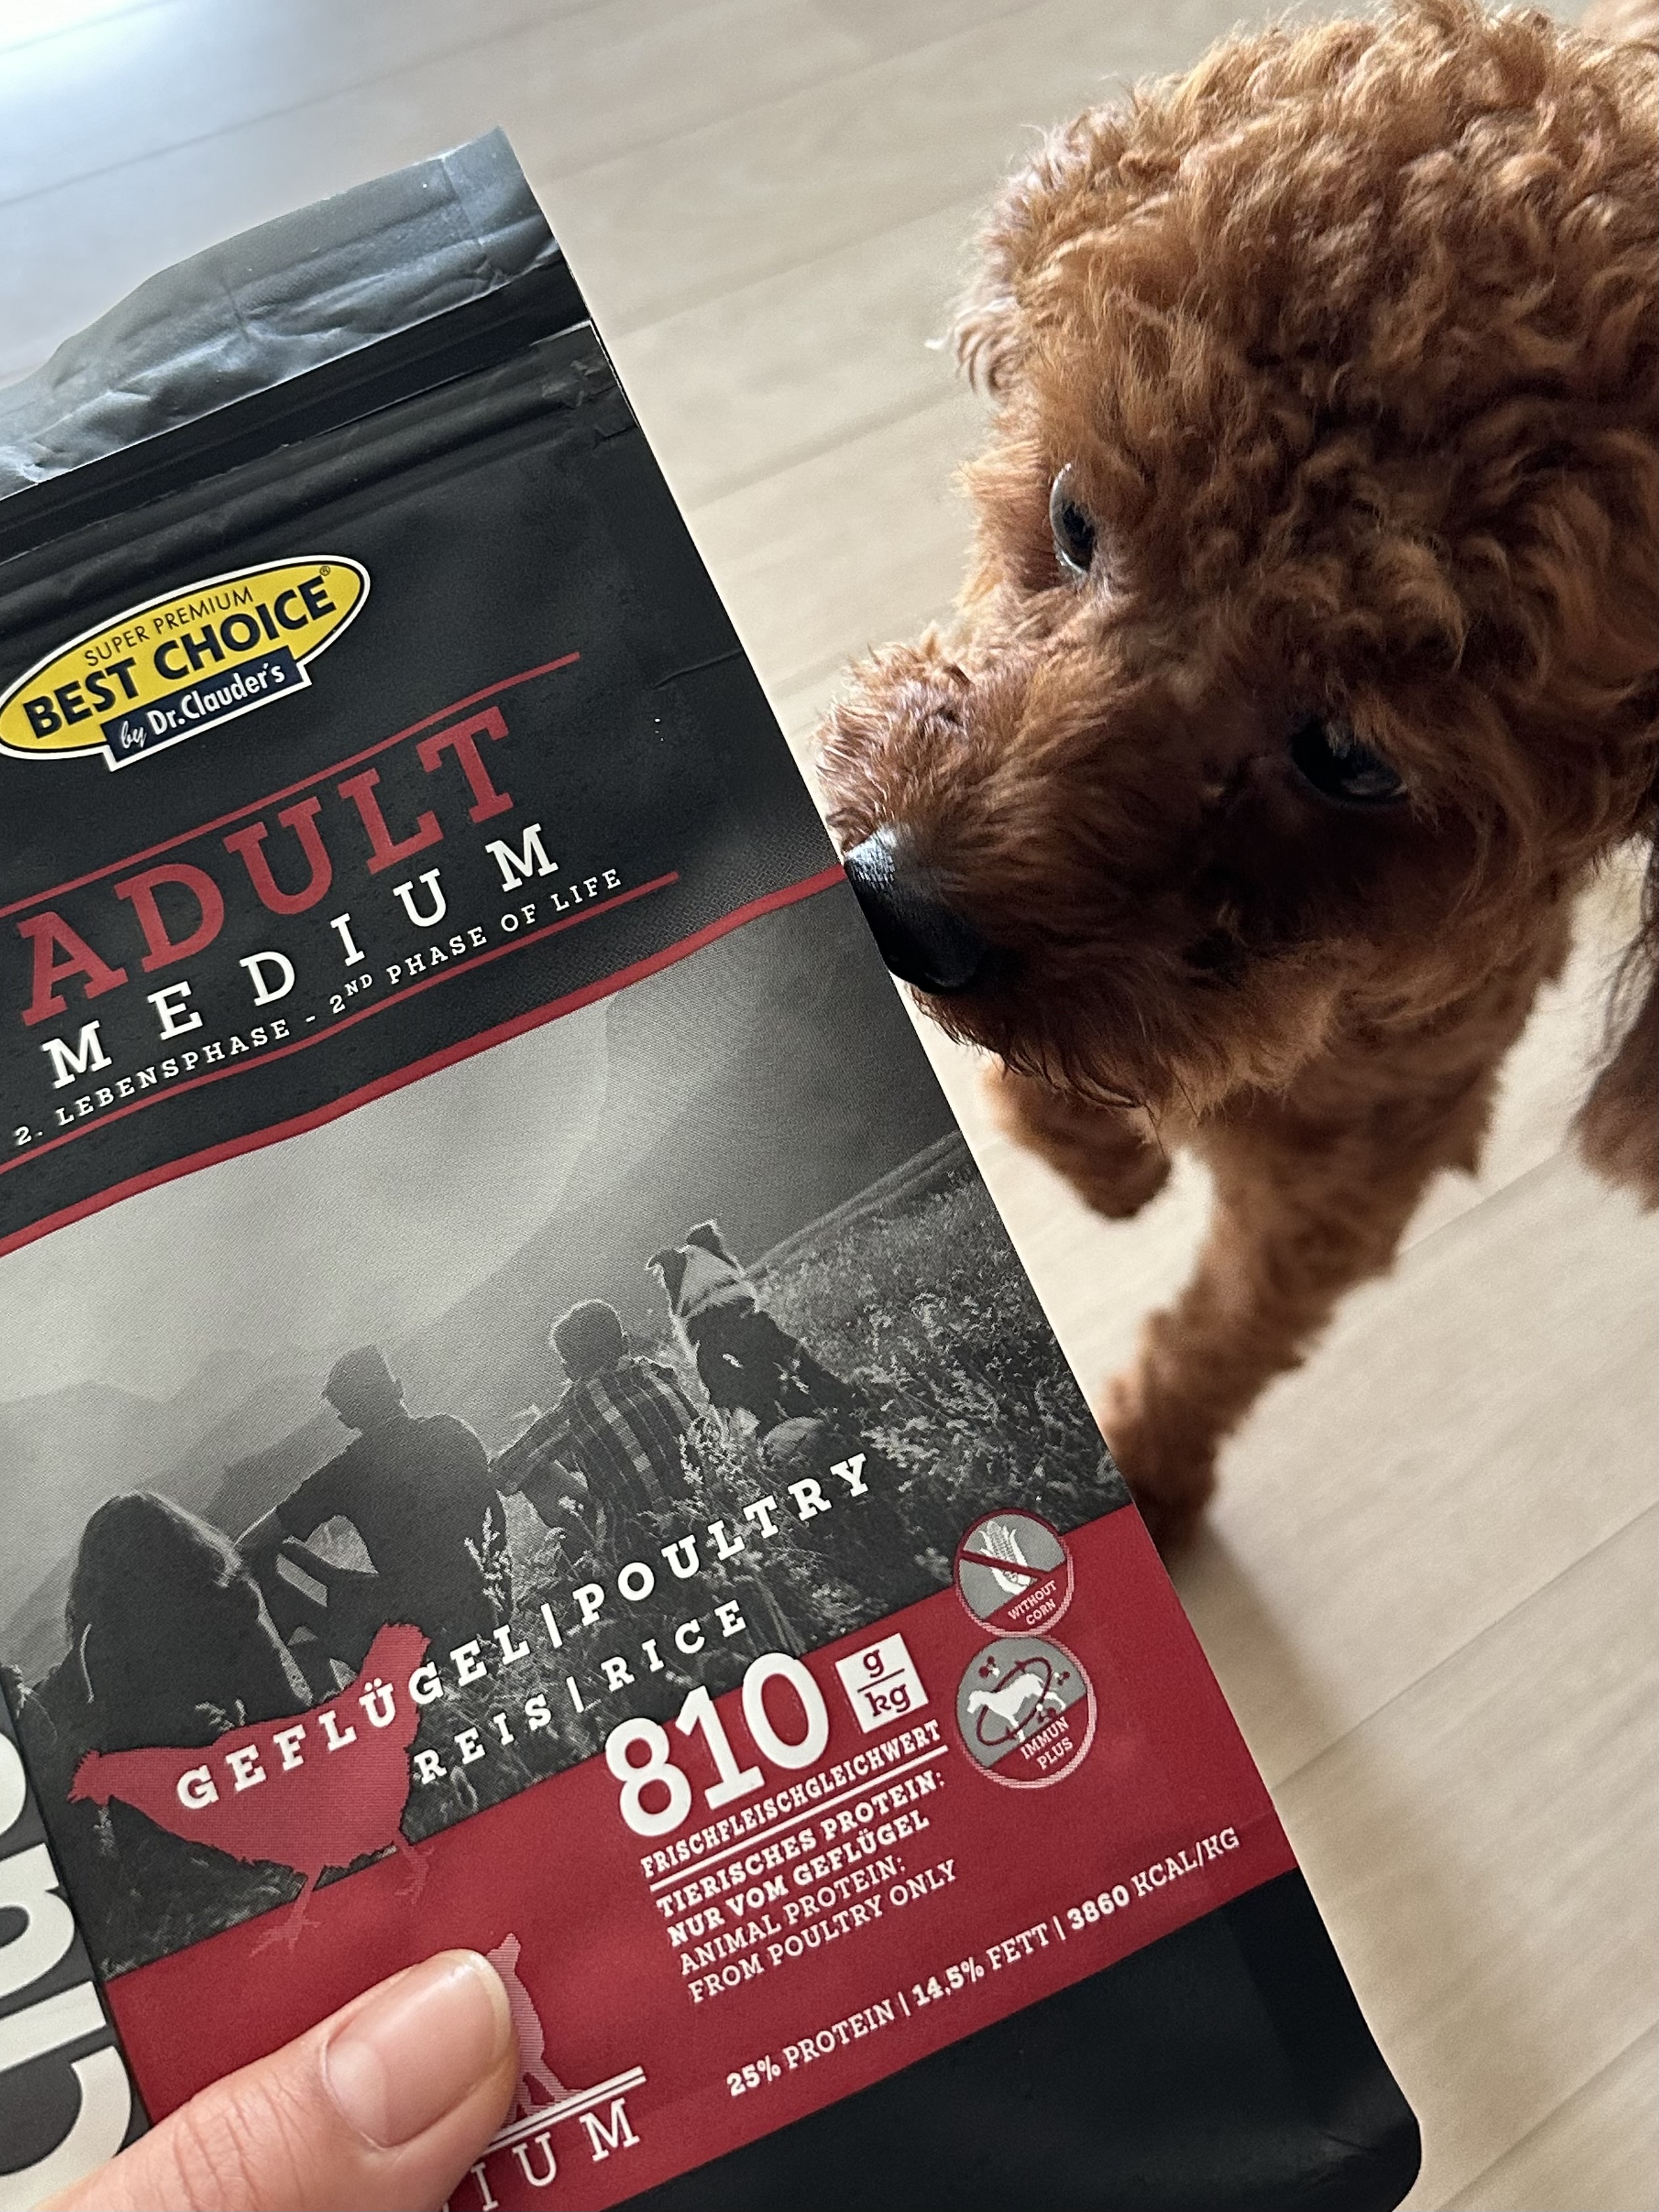 SUPER PREMIUM
BEST CHOICE®
by Dr.Clauder's
ADULT
MEDIUM
2. LEBENSPHASE - 2ND PHASE OF LIFE
GEFLÜGEL|POULTRY
REIS|RICE
WITHOUT
CORN
810 g/kg
FRISCHFLEISCHGLEICHWERT
IMMUN
PLUS
TIERISCHES PROTEIN:
NUR VOM GEFLÜGEL
ANIMAL PROTEIN:
FROM POULTRY ONLY
25% PROTEIN | 14,5% FETT | 3860 KCAL/KG